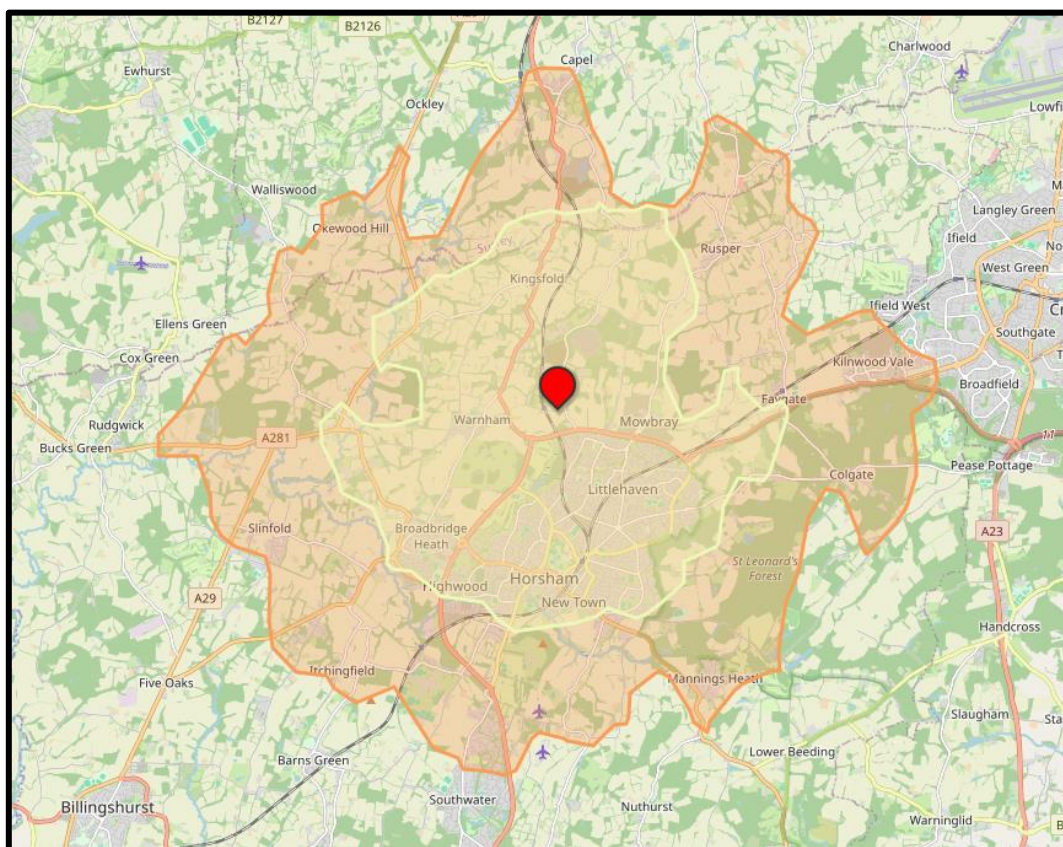 B2127
B2126
Capel
Charlwood
Ewhurst
Ockley
Walliswood
Langley Green
Okewood Hill
Ifield
Surrey
Rusper
West Green
Kingsfold
Ifield West
Ellens Green
Southgate
Cox Green
Kilnwood Vale
Broadfield
Faygate
Rudgwick
Warnham
Mowbray
A281
11
Bucks Green
Pease Pottage
Colgate
Littlehaven
Slinfold
Broadbridge
Heath
A23
St Leonard's
Forest
Highwood
Horsham
A29
New Town
Handcross
Itchingfield
Mannings Heath
Five Oaks
Slaugham
Lower Beeding
Barns Green
Southwater
Billingshurst
Nuthurst
Warninglid